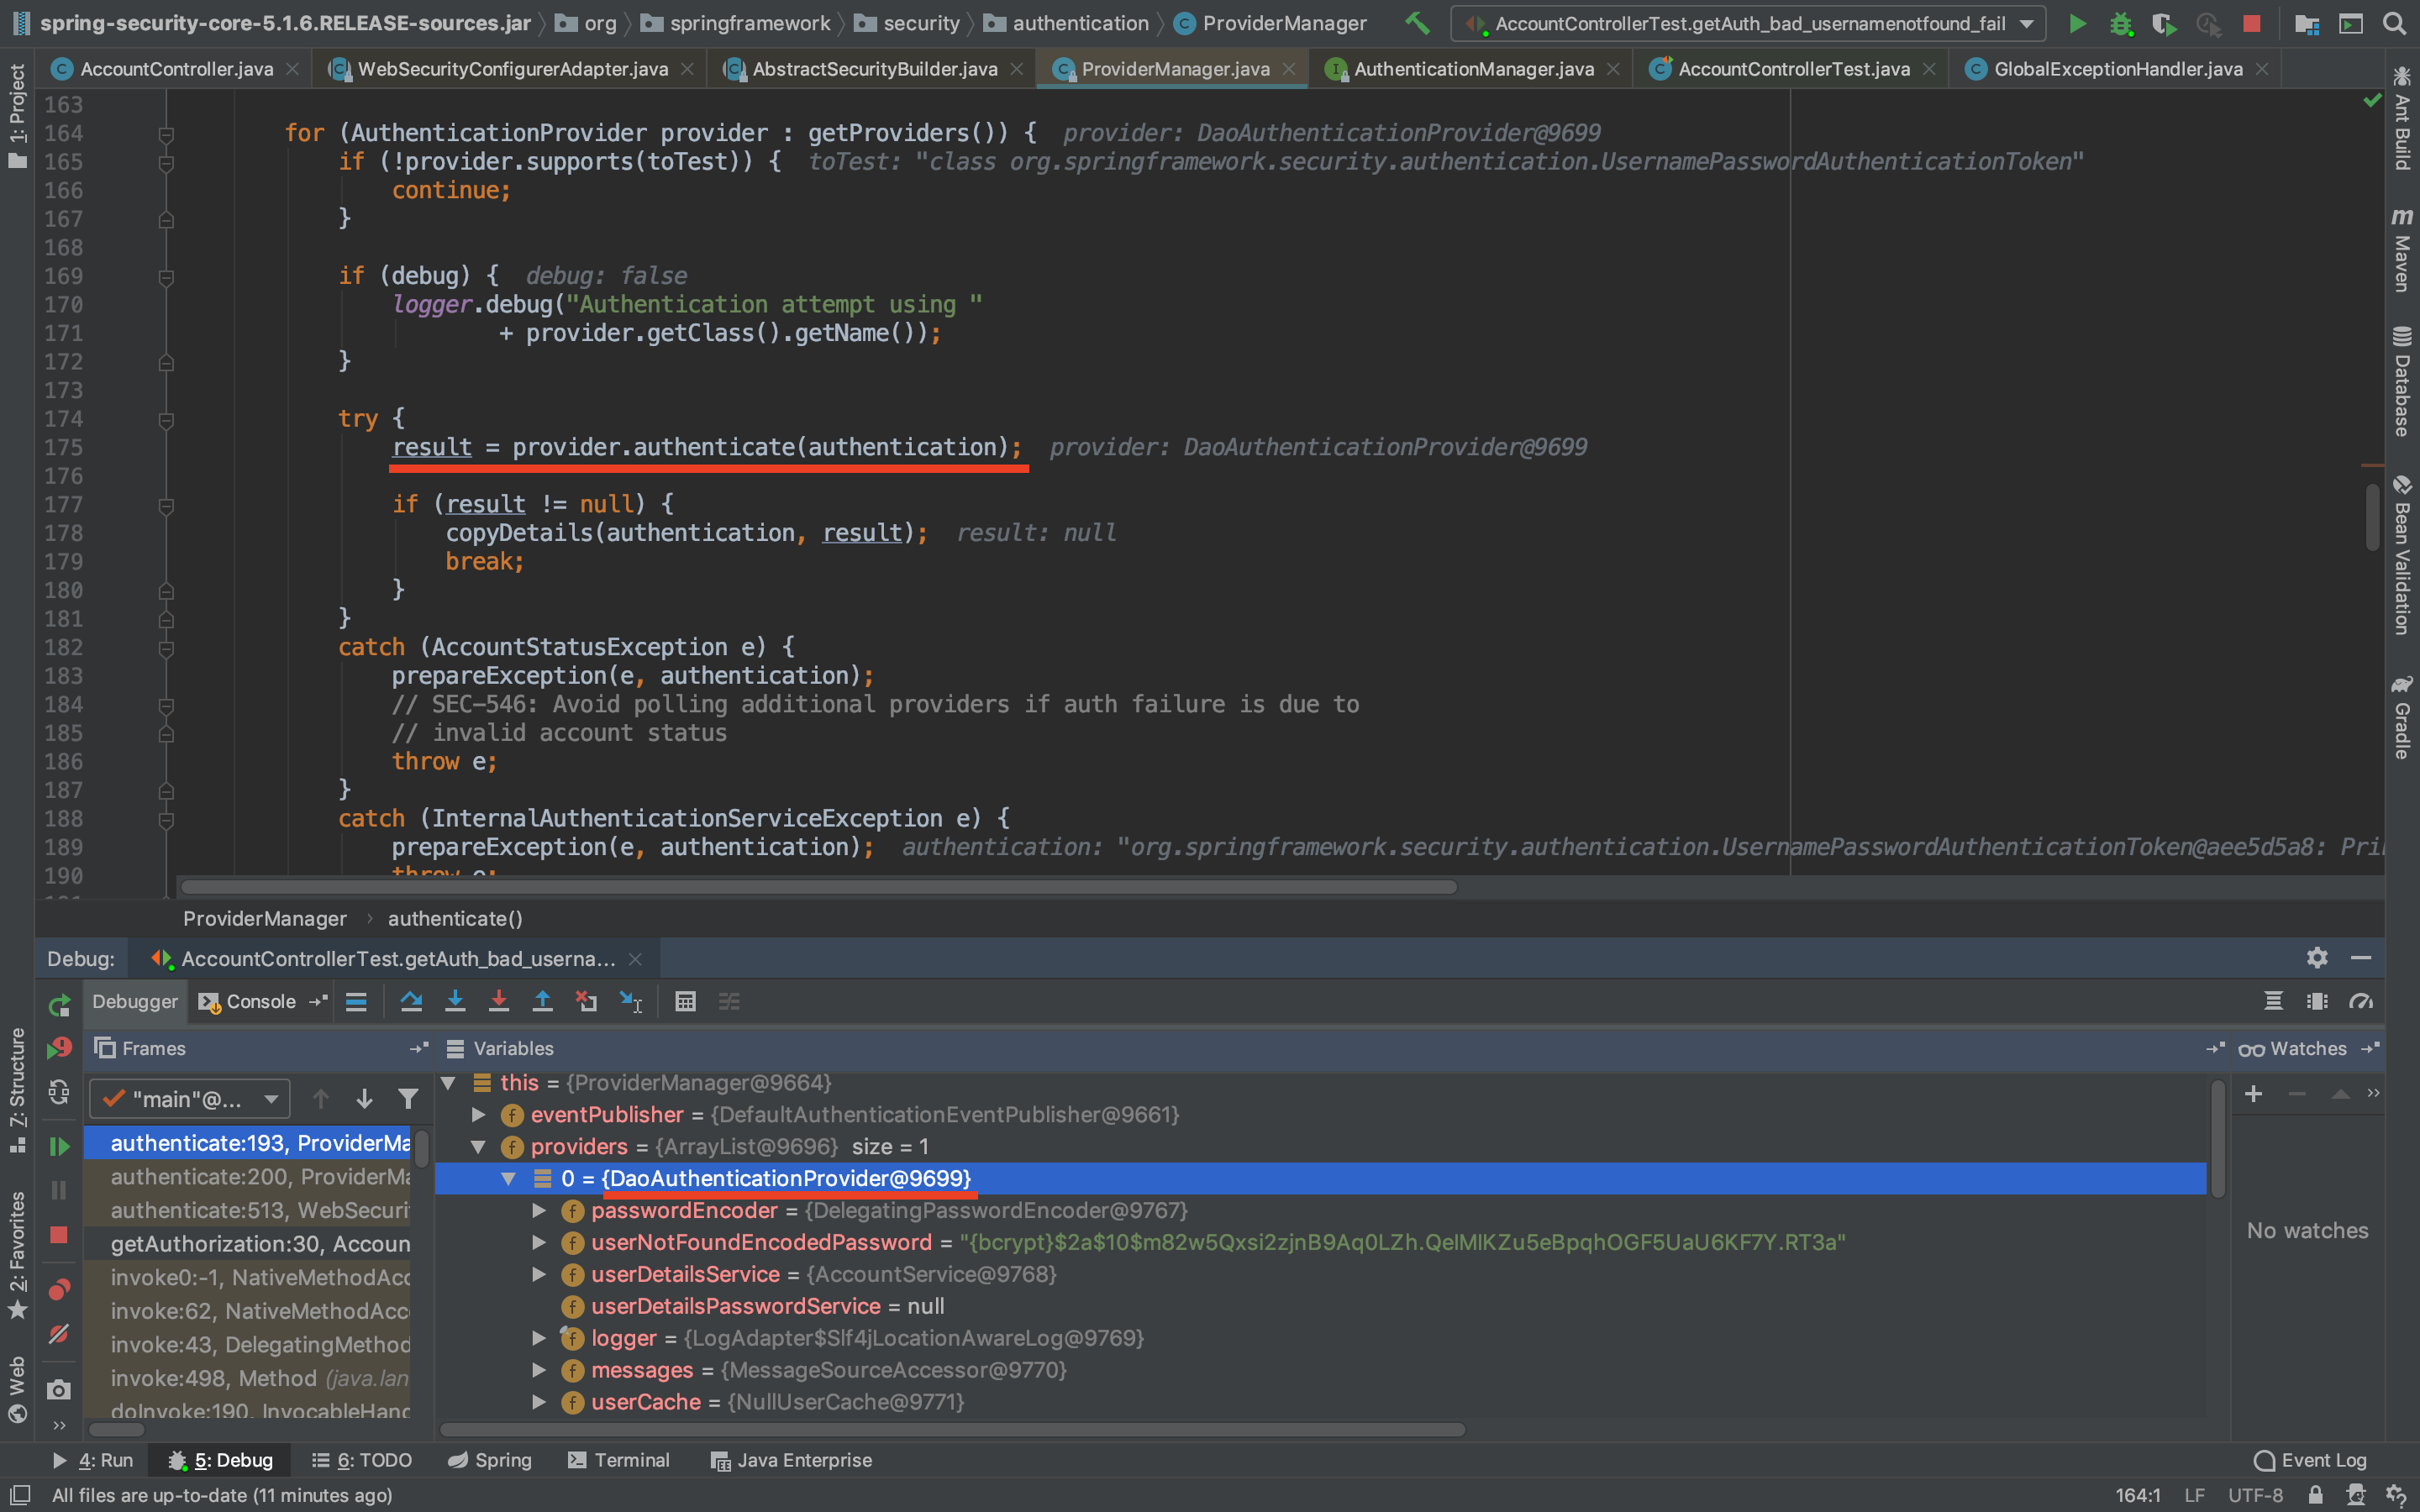 spring-security-core-5.1.6.RELEASE-sources.jar org springframework security authentication ProviderManager AccountControllerTest.getAuth_bad_usernamenotfound_fail
AccountController.java WebSecurityConfigurerAdapter.java AbstractSecurityBuilder.java ProviderManager.java AuthenticationManager.java AccountControllerTest.java GlobalExceptionHandler.java
1: Project
Z: Structure
2: Favorites
Web
Ant Build
Maven
Database
Bean Validation
Gradle
163
164 for (AuthenticationProvider provider : getProviders()) { provider: DaoAuthenticationProvider@9699
165 if (!provider.supports(toTest)) { toTest: "class org.springframework.security.authentication.UsernamePasswordAuthenticationToken"
166 continue;
167 }
168
169 if (debug) { debug: false
170 logger.debug("Authentication attempt using "
171 + provider.getClass().getName());
172 }
173
174 try {
175 result = provider.authenticate(authentication); provider: DaoAuthenticationProvider@9699
176
177 if (result != null) {
178 copyDetails(authentication, result); result: null
179 break;
180 }
181 }
182 catch (AccountStatusException e) {
183 prepareException(e, authentication);
184 // SEC-546: Avoid polling additional providers if auth failure is due to
185 // invalid account status
186 throw e;
187 }
188 catch (InternalAuthenticationServiceException e) {
189 prepareException(e, authentication); authentication: "org.springframework.security.authentication.UsernamePasswordAuthenticationToken@aee5d5a8: Pri
190 throw e;
ProviderManager authenticate()
Debug: AccountControllerTest.getAuth_bad_userna...
Debugger Console
Frames
"main"@...
authenticate:193, ProviderMa
authenticate:200, ProviderMa
authenticate:513, WebSecuri
getAuthorization:30, Accoun
invoke0:-1, NativeMethodAcc
invoke:62, NativeMethodAcc
invoke:43, DelegatingMethod
invoke:498, Method (java.lan
doInvoke:190, InvocableHand
Variables
this = {ProviderManager@9664}
eventPublisher = {DefaultAuthenticationEventPublisher@9661}
providers = {ArrayList@9696} size = 1
0 = {DaoAuthenticationProvider@9699}
passwordEncoder = {DelegatingPasswordEncoder@9767}
userNotFoundEncodedPassword = "{bcrypt}$2a$10$m82w5Qxsi2zjnB9Aq0LZh.QelMIKZu5eBpqhOGF5UaU6KF7Y.RT3a"
userDetailsService = {AccountService@9768}
userDetailsPasswordService = null
logger = {LogAdapter$Slf4jLocationAwareLog@9769}
messages = {MessageSourceAccessor@9770}
userCache = {NullUserCache@9771}
Watches
No watches
4: Run 5: Debug 6: TODO Spring Terminal Java Enterprise Event Log
All files are up-to-date (11 minutes ago) 164:1 LF UTF-8